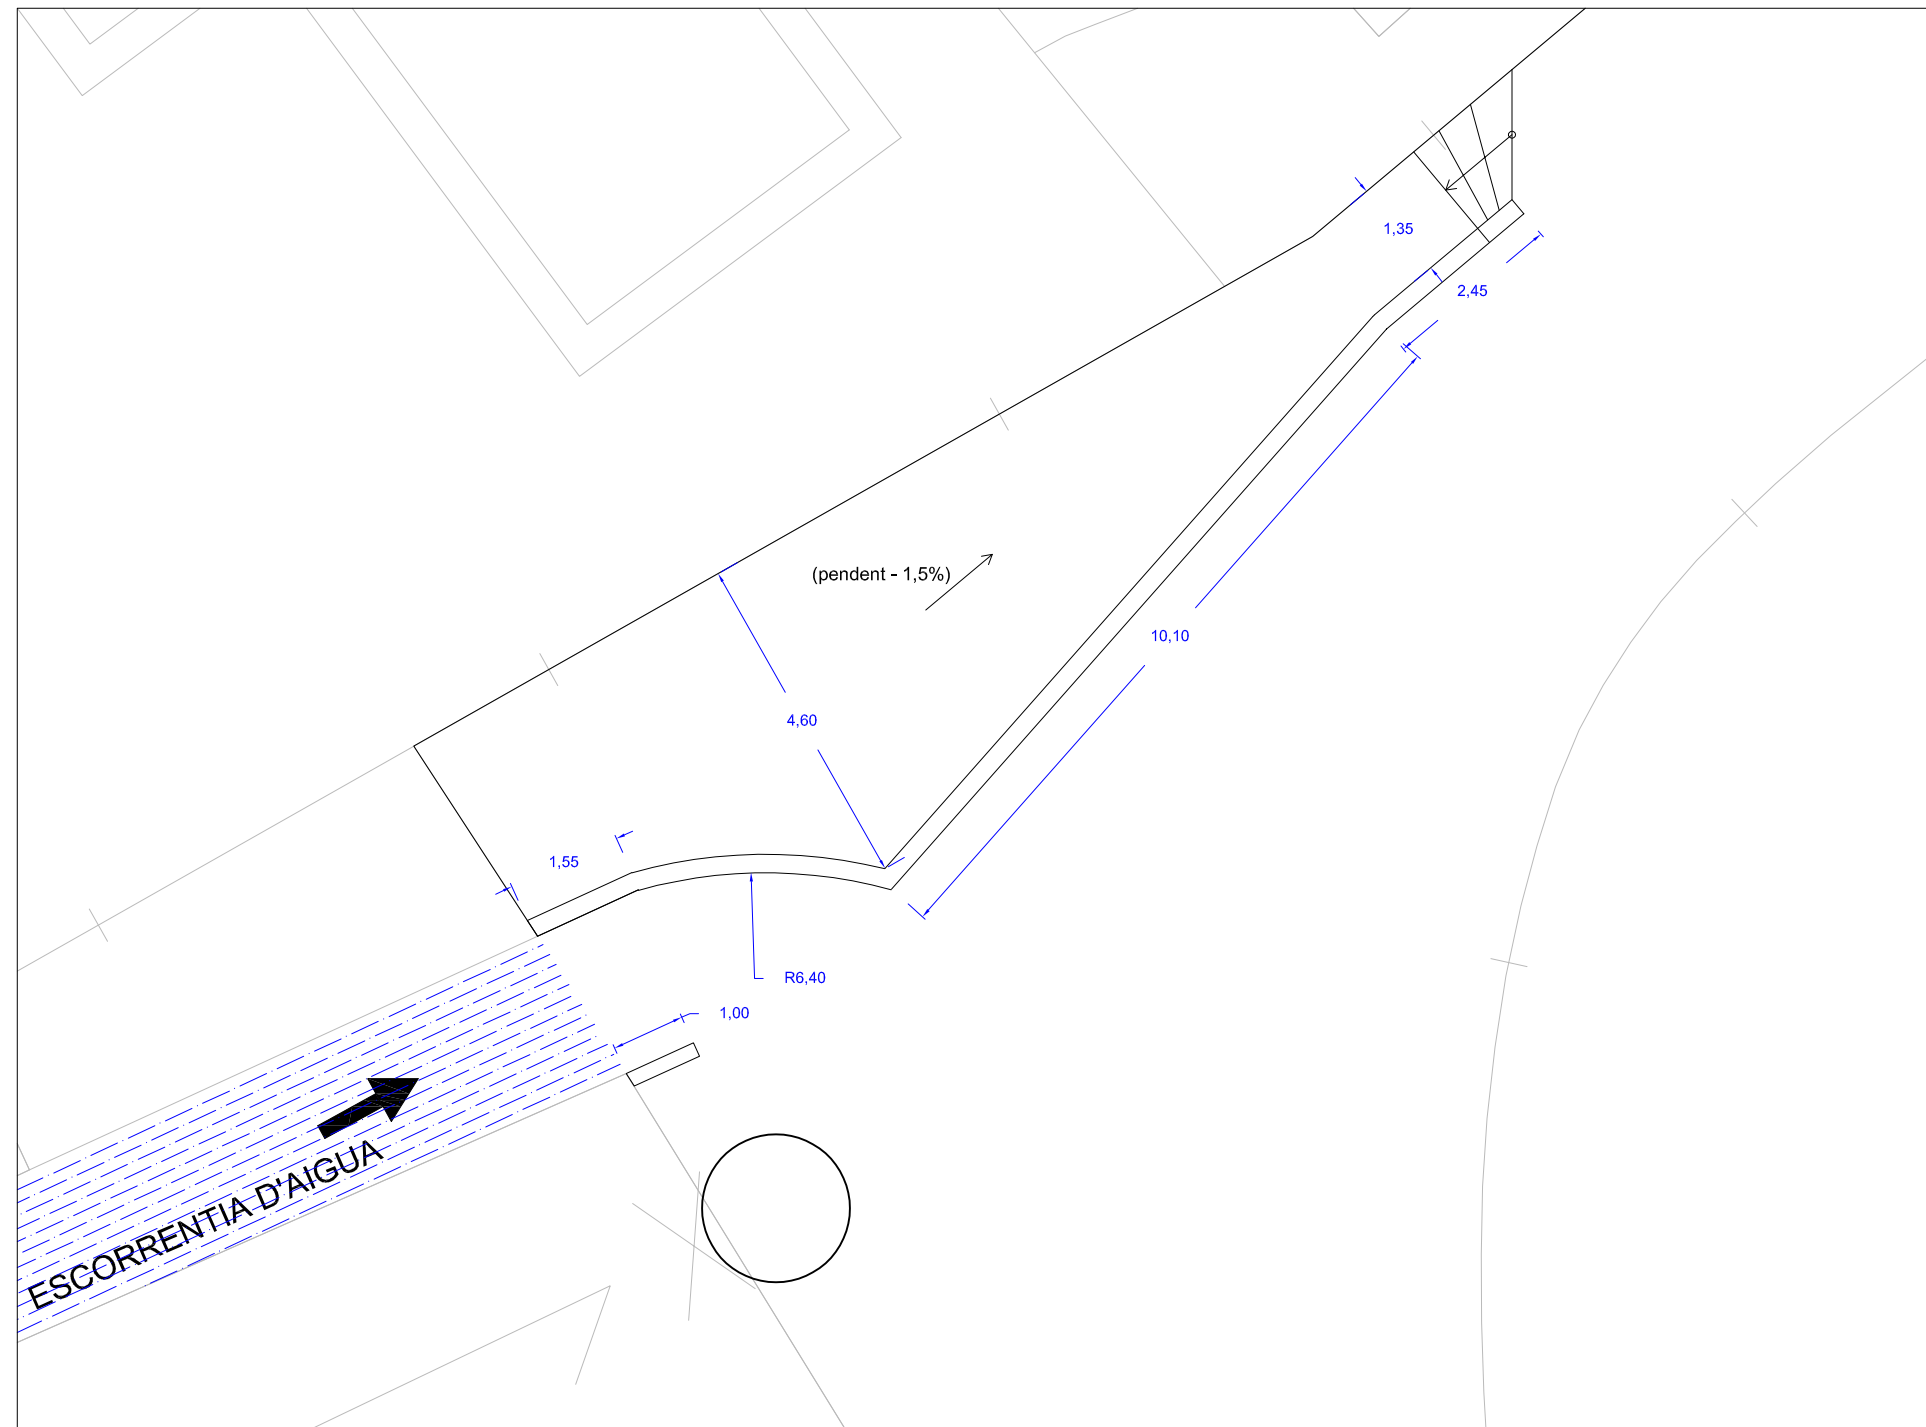 1,35
2,45
(pendent - 1,5%)
10,10
4,60
1,55
R6,40
1,00
ESCORRENTIA D'AIGUA